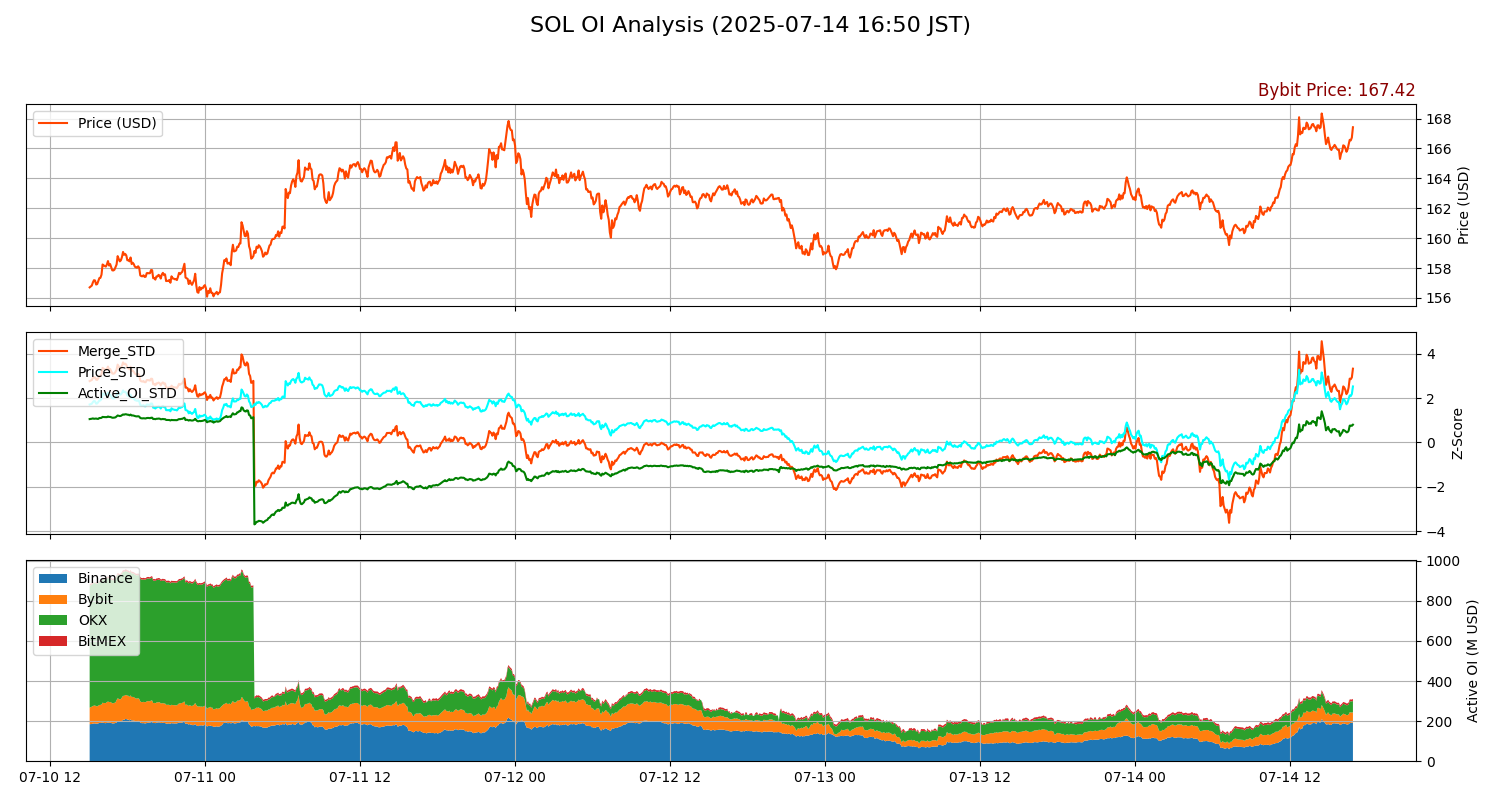 SOL OI Analysis (2025-07-14 16:50 JST)
Bybit Price: 167.42
Price (USD)
168
166
164
162
160
158
156
Price (USD)
Merge_STD
Price_STD
Active_OI_STD
4
2
0
−2
−4
Z-Score
Binance
Bybit
OKX
BitMEX
1000
800
600
400
200
0
Active OI (M USD)
07-10 12
07-11 00
07-11 12
07-12 00
07-12 12
07-13 00
07-13 12
07-14 00
07-14 12